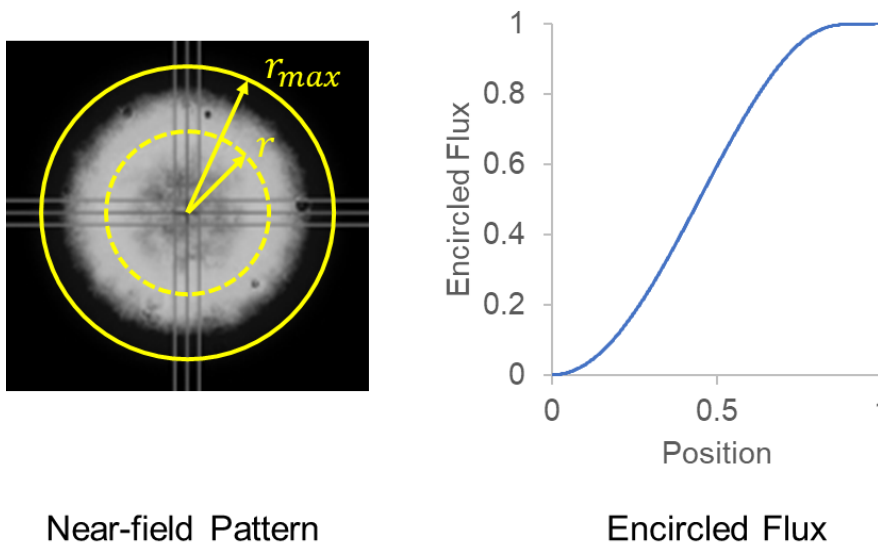 r_max
r
Near-field Pattern
Encircled Flux
1
0.8
0.6
0.4
0.2
0
0
0.5
Position
Encircled Flux